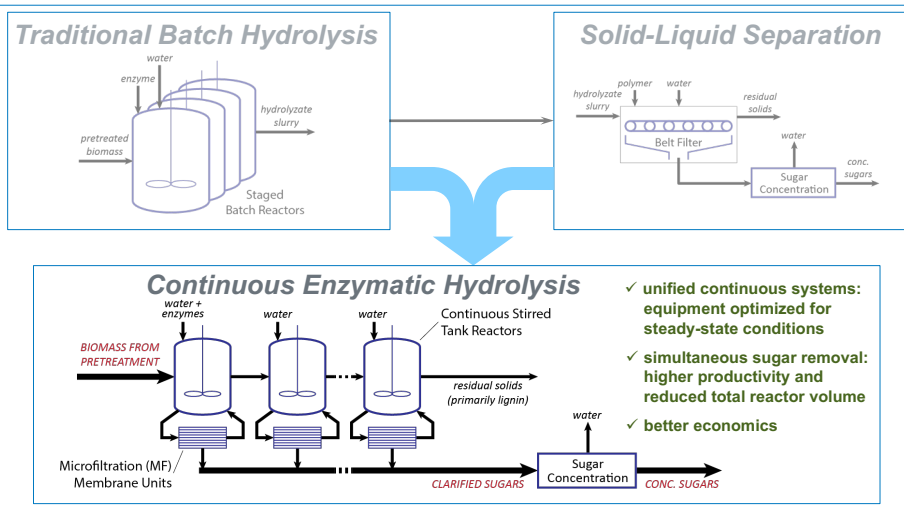 Traditional Batch Hydrolysis
water
enzyme
pretreated
biomass
hydrolyzate
slurry
Staged
Batch Reactors
Solid-Liquid Separation
polymer
water
hydrolyzate
slurry
residual
solids
Belt Filter
water
Sugar
Concentration
conc.
sugars
Continuous Enzymatic Hydrolysis
water +
enzymes
water
water
Continuous Stirred
Tank Reactors
BIOMASS FROM
PRETREATMENT
residual solids
(primarily lignin)
Microfiltration (MF)
Membrane Units
CLARIFIED SUGARS
water
Sugar
Concentration
CONC. SUGARS
✓ unified continuous systems:
equipment optimized for
steady-state conditions
✓ simultaneous sugar removal:
higher productivity and
reduced total reactor volume
✓ better economics